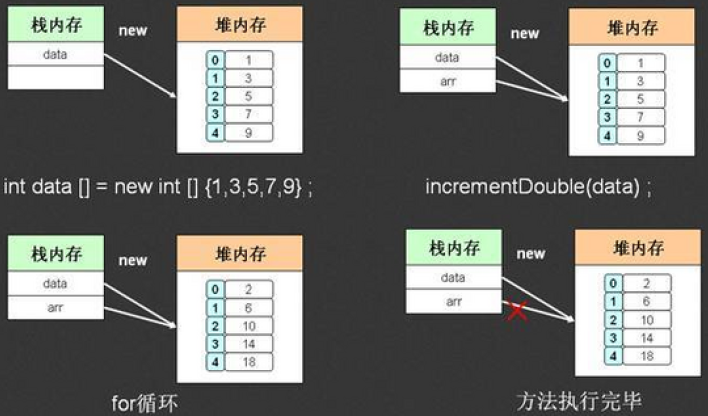 栈内存
new
堆内存
data
0 1
1 3
2 5
3 7
4 9
int data [] = new int [] {1,3,5,7,9} ;
栈内存
new
堆内存
data
arr
0 1
1 3
2 5
3 7
4 9
incrementDouble(data) ;
栈内存
new
堆内存
data
arr
0 2
1 6
2 10
3 14
4 18
for循环
栈内存
new
堆内存
data
arr
0 2
1 6
2 10
3 14
4 18
方法执行完毕